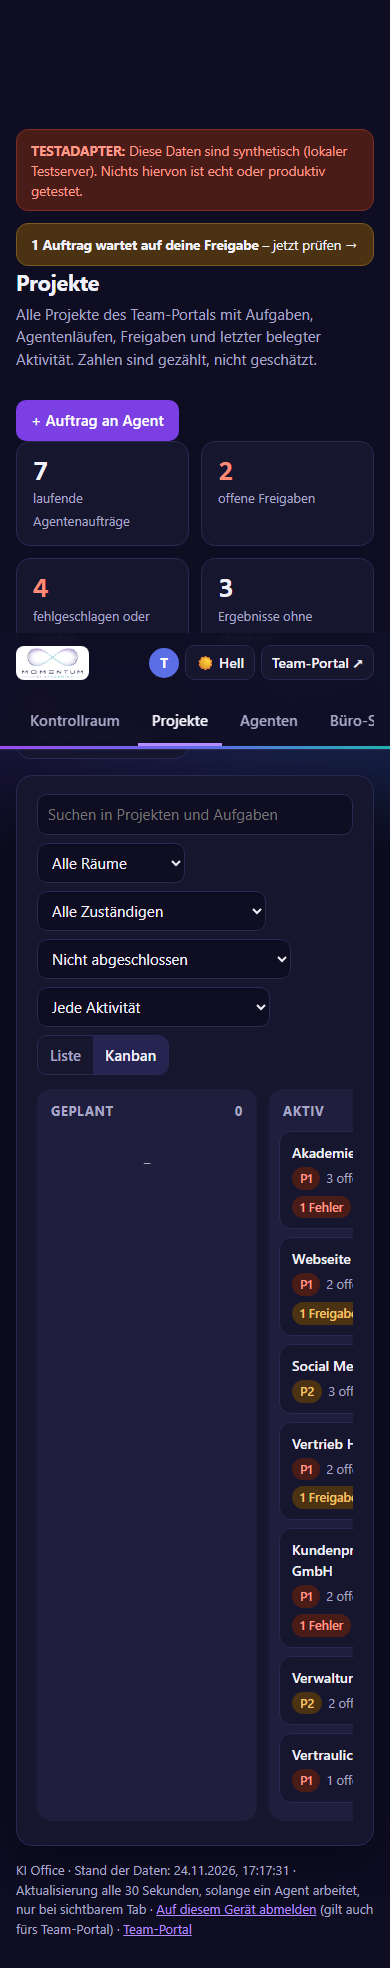 TESTADAPTER: Diese Daten sind synthetisch (lokaler
Testserver). Nichts hiervon ist echt oder produktiv
getestet.
1 Auftrag wartet auf deine Freigabe – jetzt prüfen →
Projekte
Alle Projekte des Team-Portals mit Aufgaben,
Agentenläufen, Freigaben und letzter belegter
Aktivität. Zahlen sind gezählt, nicht geschätzt.
+ Auftrag an Agent
7
laufende
Agentenaufträge
2
offene Freigaben
4
fehlgeschlagen oder
3
Ergebnisse ohne
MOMENTUM
T
Hell
Team-Portal ↗
Kontrollraum
Projekte
Agenten
Büro-S
Suchen in Projekten und Aufgaben
Alle Räume
Alle Zuständigen
Nicht abgeschlossen
Jede Aktivität
Liste
Kanban
GEPLANT 0
–
AKTIV
Akademie
P1 3 off
1 Fehler
Webseite
P1 2 off
1 Freigabe
Social Me
P2 3 off
Vertrieb H
P1 2 off
1 Freigabe
Kundenpr
GmbH
P1 2 off
1 Fehler
Verwaltur
P2 2 off
Vertraulic
P1 1 off
KI Office · Stand der Daten: 24.11.2026, 17:17:31 ·
Aktualisierung alle 30 Sekunden, solange ein Agent arbeitet,
nur bei sichtbarem Tab · Auf diesem Gerät abmelden (gilt auch
fürs Team-Portal) · Team-Portal